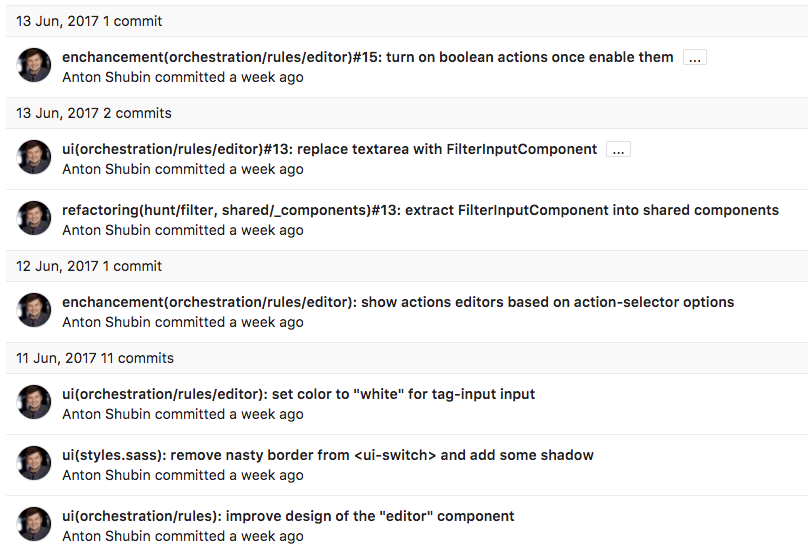 13 Jun, 2017 1 commit
enchancement(orchestration/rules/editor)#15: turn on boolean actions once enable them ...
Anton Shubin committed a week ago
13 Jun, 2017 2 commits
ui(orchestration/rules/editor)#13: replace textarea with FilterInputComponent ...
Anton Shubin committed a week ago
refactoring(hunt/filter, shared/_components)#13: extract FilterInputComponent into shared components
Anton Shubin committed a week ago
12 Jun, 2017 1 commit
enchancement(orchestration/rules/editor): show actions editors based on action-selector options
Anton Shubin committed a week ago
11 Jun, 2017 11 commits
ui(orchestration/rules/editor): set color to "white" for tag-input input
Anton Shubin committed a week ago
ui(styles.sass): remove nasty border from <ui-switch> and add some shadow
Anton Shubin committed a week ago
ui(orchestration/rules): improve design of the "editor" component
Anton Shubin committed a week ago